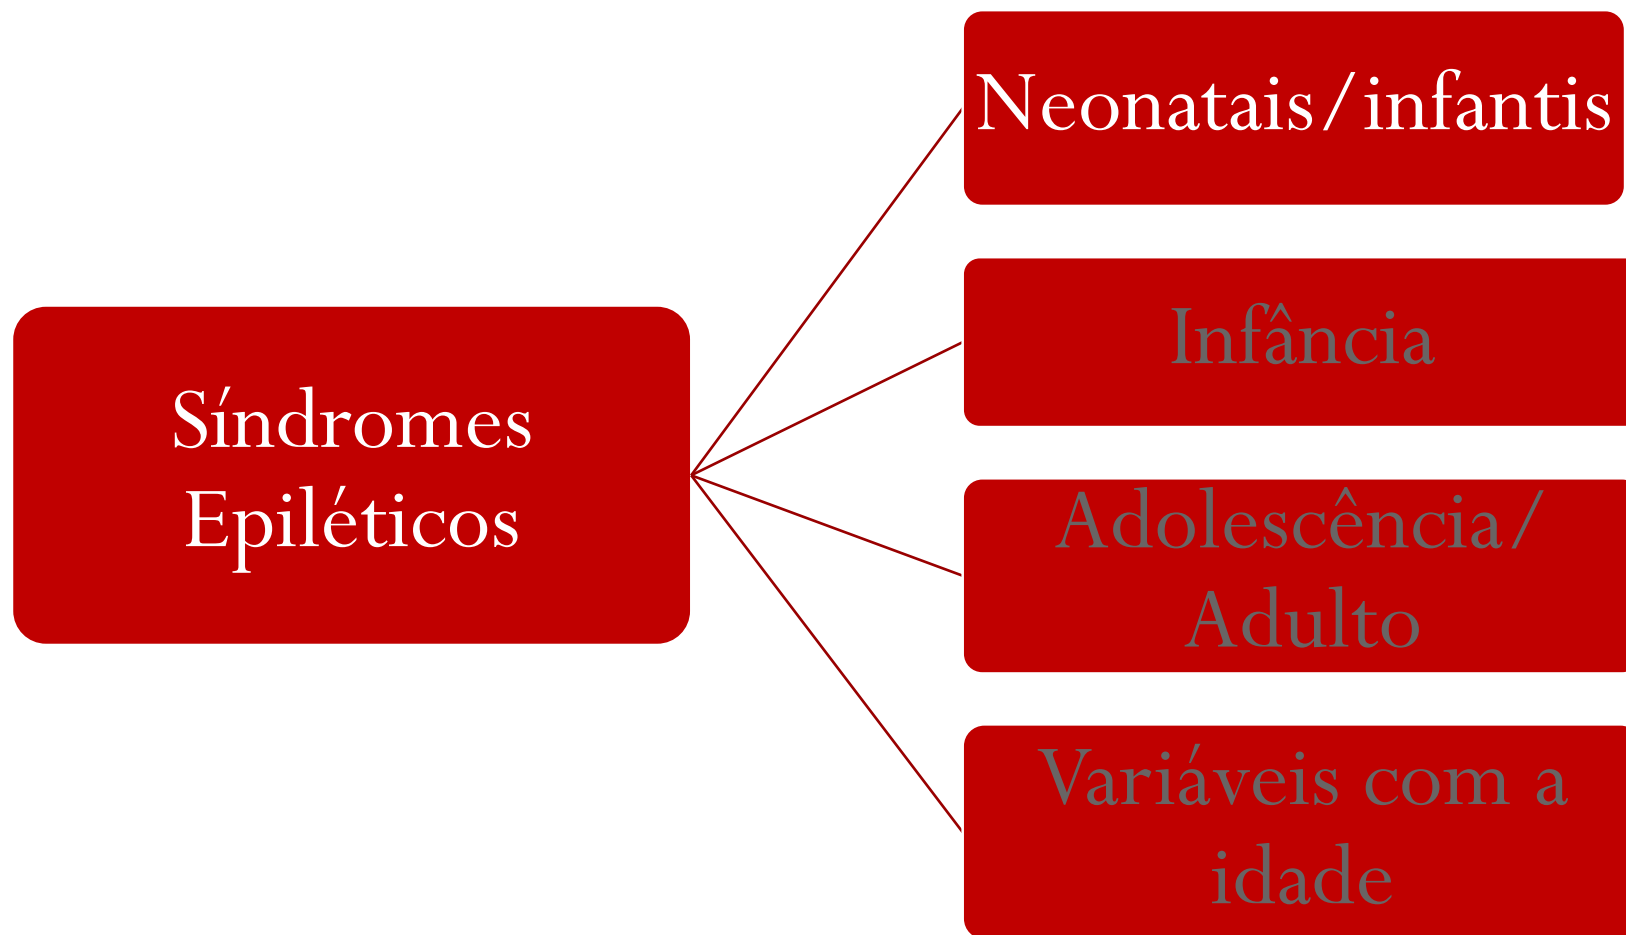 Neonatais/infantis
Infância
Síndromes
Epiléticos
Adolescência/
Adulto
Variáveis com a
idade